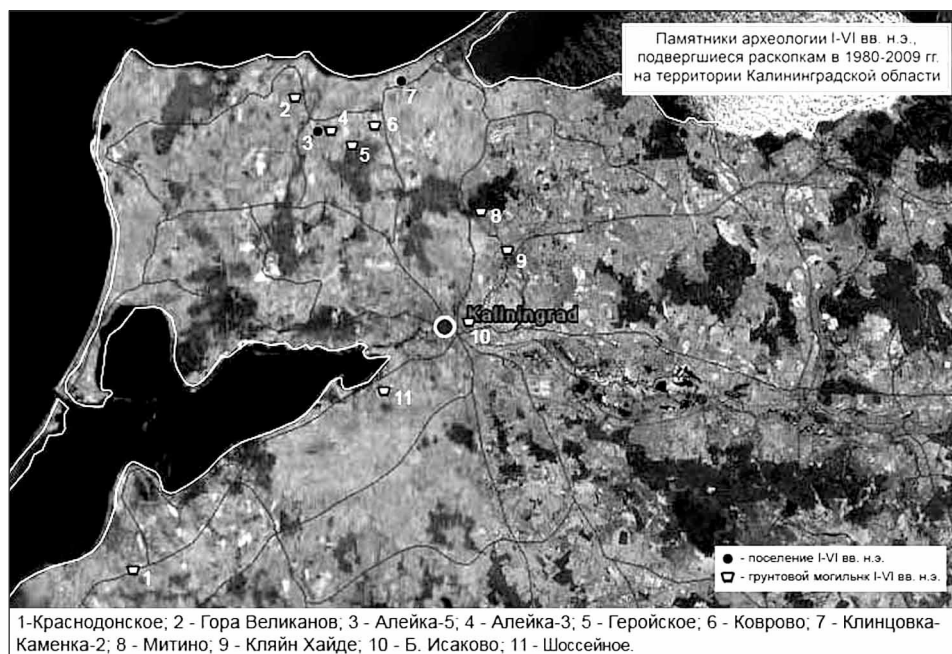 Памятники археологии I-VI вв. н.э.,
подвергшиеся раскопкам в 1980-2009 гг.
на территории Калининградской области
2
7
3
4
6
5
8
9
Kaliningrad
10
11
1
- поселение I-VI вв. н.э.
- грунтовой могильнк I-VI вв. н.э.
1-Краснодонское; 2 - Гора Великанов; 3 - Алейка-5; 4 - Алейка-3; 5 - Геройское; 6 - Коврово; 7 - Клинцовка-
Каменка-2; 8 - Митино; 9 - Кляйн Хайде; 10 - Б. Исаково; 11 - Шоссейное.